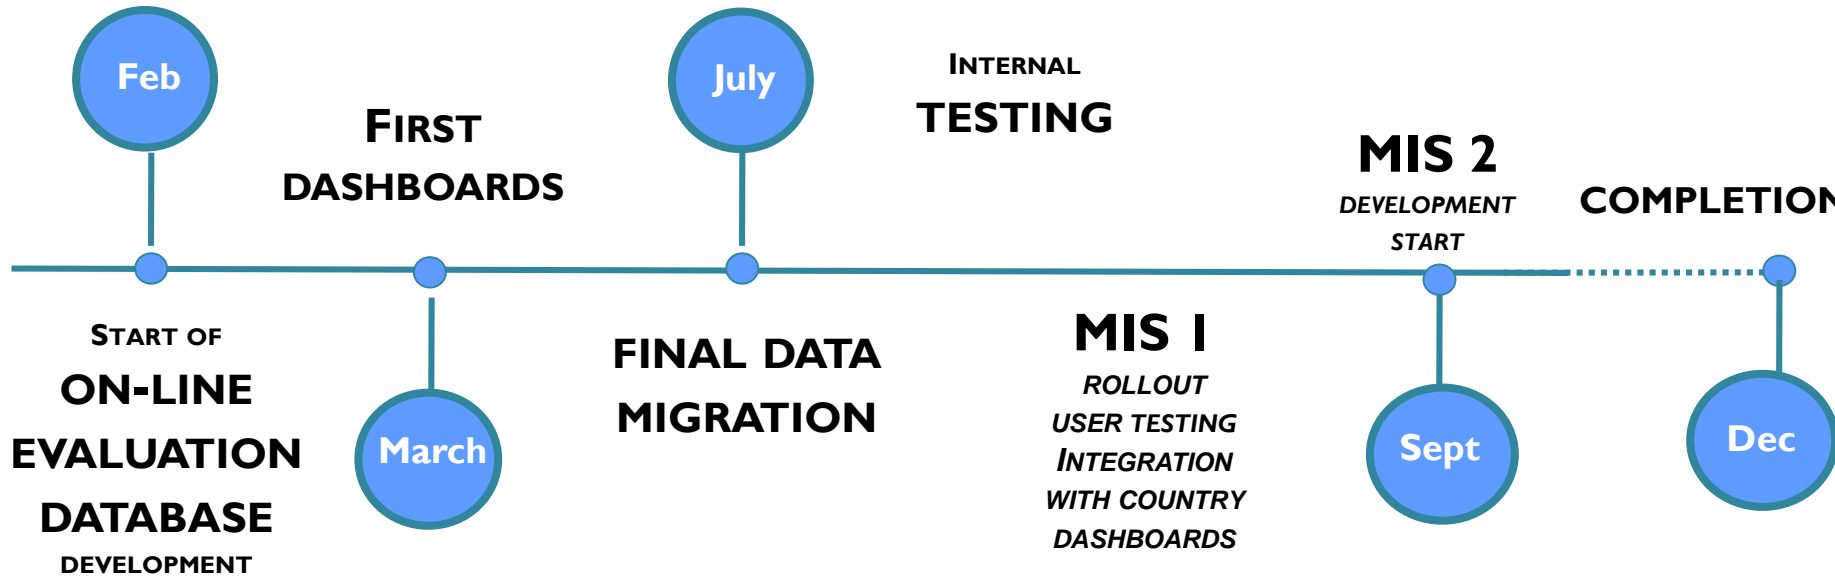 Feb
START OF
ON-LINE
EVALUATION
DATABASE
DEVELOPMENT
FIRST
DASHBOARDS
March
July
FINAL DATA
MIGRATION
INTERNAL
TESTING
MIS 1
ROLLOUT
USER TESTING
INTEGRATION
WITH COUNTRY
DASHBOARDS
MIS 2
DEVELOPMENT
START
Sept
COMPLETION
Dec